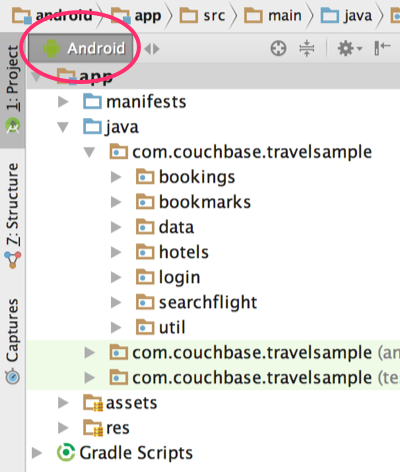 android app src main java
Android
app
manifests
java
com.couchbase.travelsample
bookings
bookmarks
data
hotels
login
searchflight
util
com.couchbase.travelsample (an
com.couchbase.travelsample (te
assets
res
Gradle Scripts
1: Project
Z: Structure
Captures